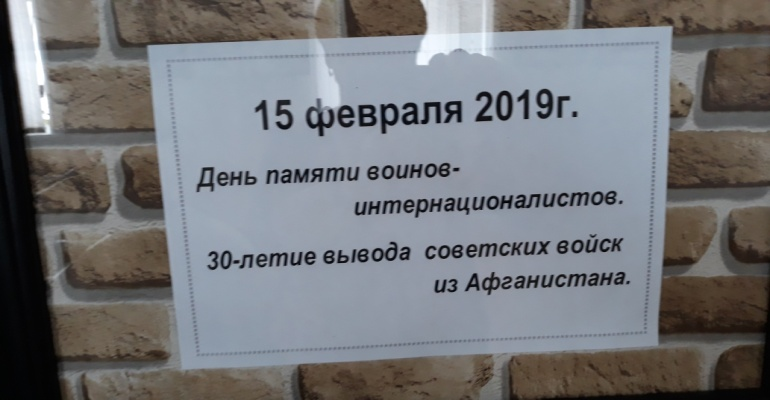 15 февраля 2019г.
День памяти воинов-
интернационалистов.
30-летие вывода советских войск
из Афганистана.